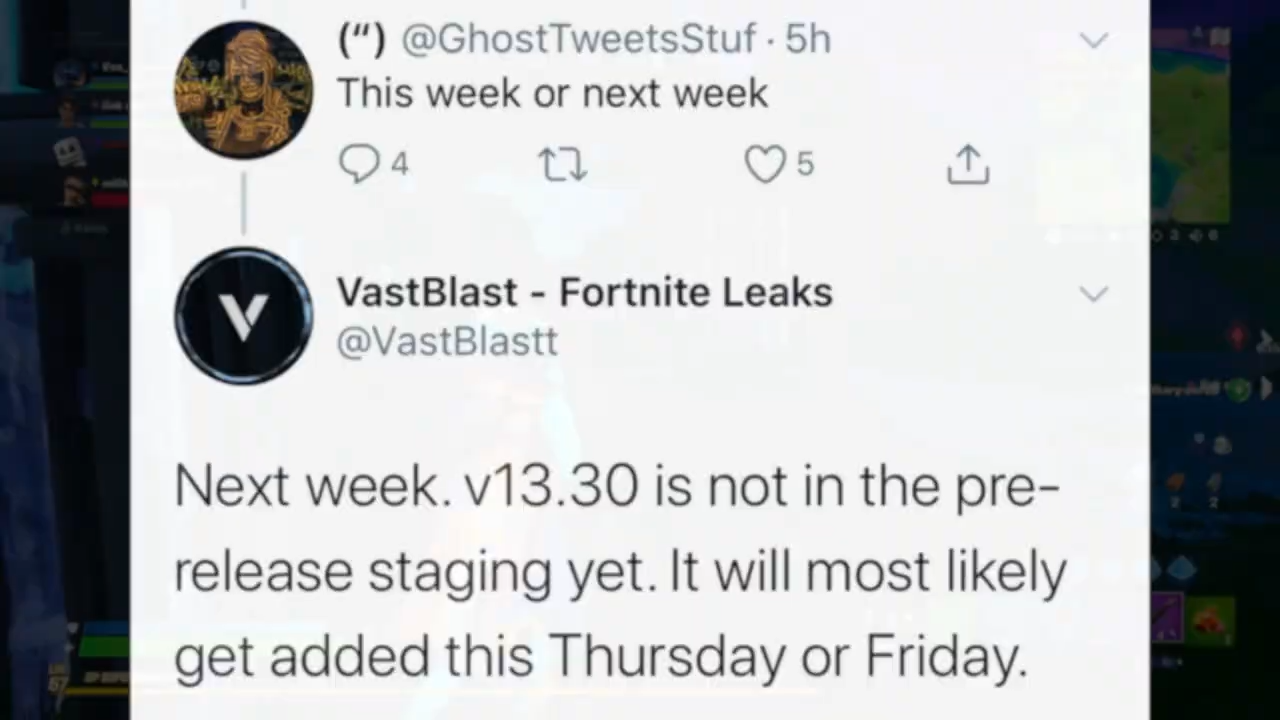 (“) @GhostTweetsStuf · 5h
This week or next week
4
5
VastBlast - Fortnite Leaks
@VastBlastt
Next week. v13.30 is not in the pre-
release staging yet. It will most likely
get added this Thursday or Friday.